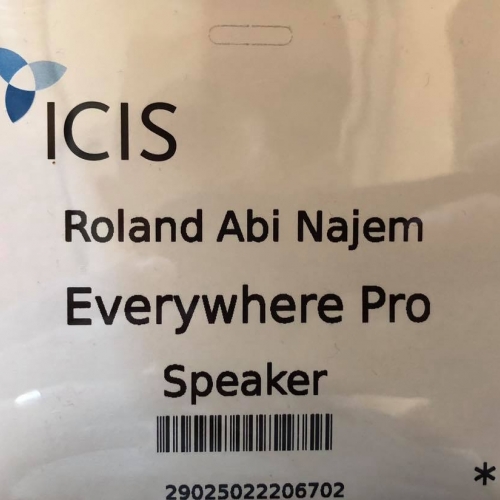 ICIS
Roland Abi Najem
Everywhere Pro
Speaker
29025022206702
*